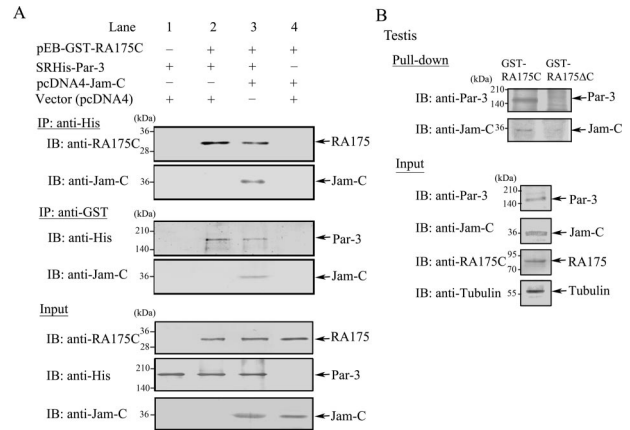 A
Lane 1 2 3 4
pEB-GST-RA175C − + + +
SRHis-Par-3 + + + −
pcDNA4-Jam-C − − + +
Vector (pcDNA4) + + − +
IP: anti-His (kDa)
IB: anti-RA175C 36 28 RA175
IB: anti-Jam-C 36 Jam-C
IP: anti-GST (kDa)
IB: anti-His 210 140 Par-3
IB: anti-Jam-C 36 Jam-C
Input (kDa)
IB: anti-RA175C 36 28 RA175
IB: anti-His 210 140 Par-3
IB: anti-Jam-C 36 Jam-C
B
Testis
Pull-down
GST-RA175C GST-RA175ΔC
(kDa)
IB: anti-Par-3 210 140 Par-3
IB: anti-Jam-C 36 Jam-C
Input
(kDa)
IB: anti-Par-3 210 140 Par-3
IB: anti-Jam-C 36 Jam-C
IB: anti-RA175C 95 70 RA175
IB: anti-Tubulin 55 Tubulin